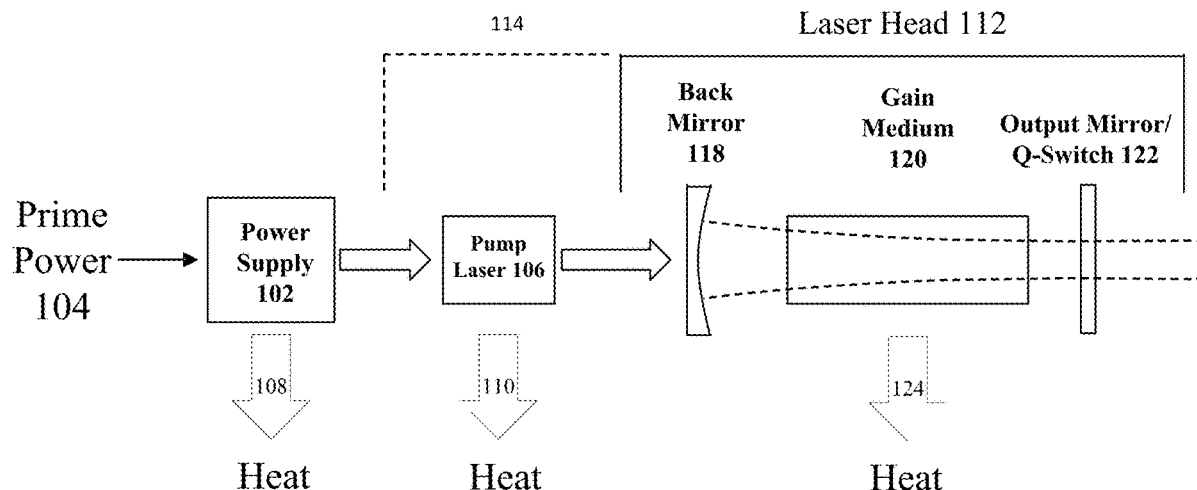 114
Laser Head 112
Back
Mirror
118
Gain
Medium
120
Output Mirror/
Q-Switch 122
Prime
Power
104
Power
Supply
102
Pump
Laser 106
108
110
124
Heat
Heat
Heat